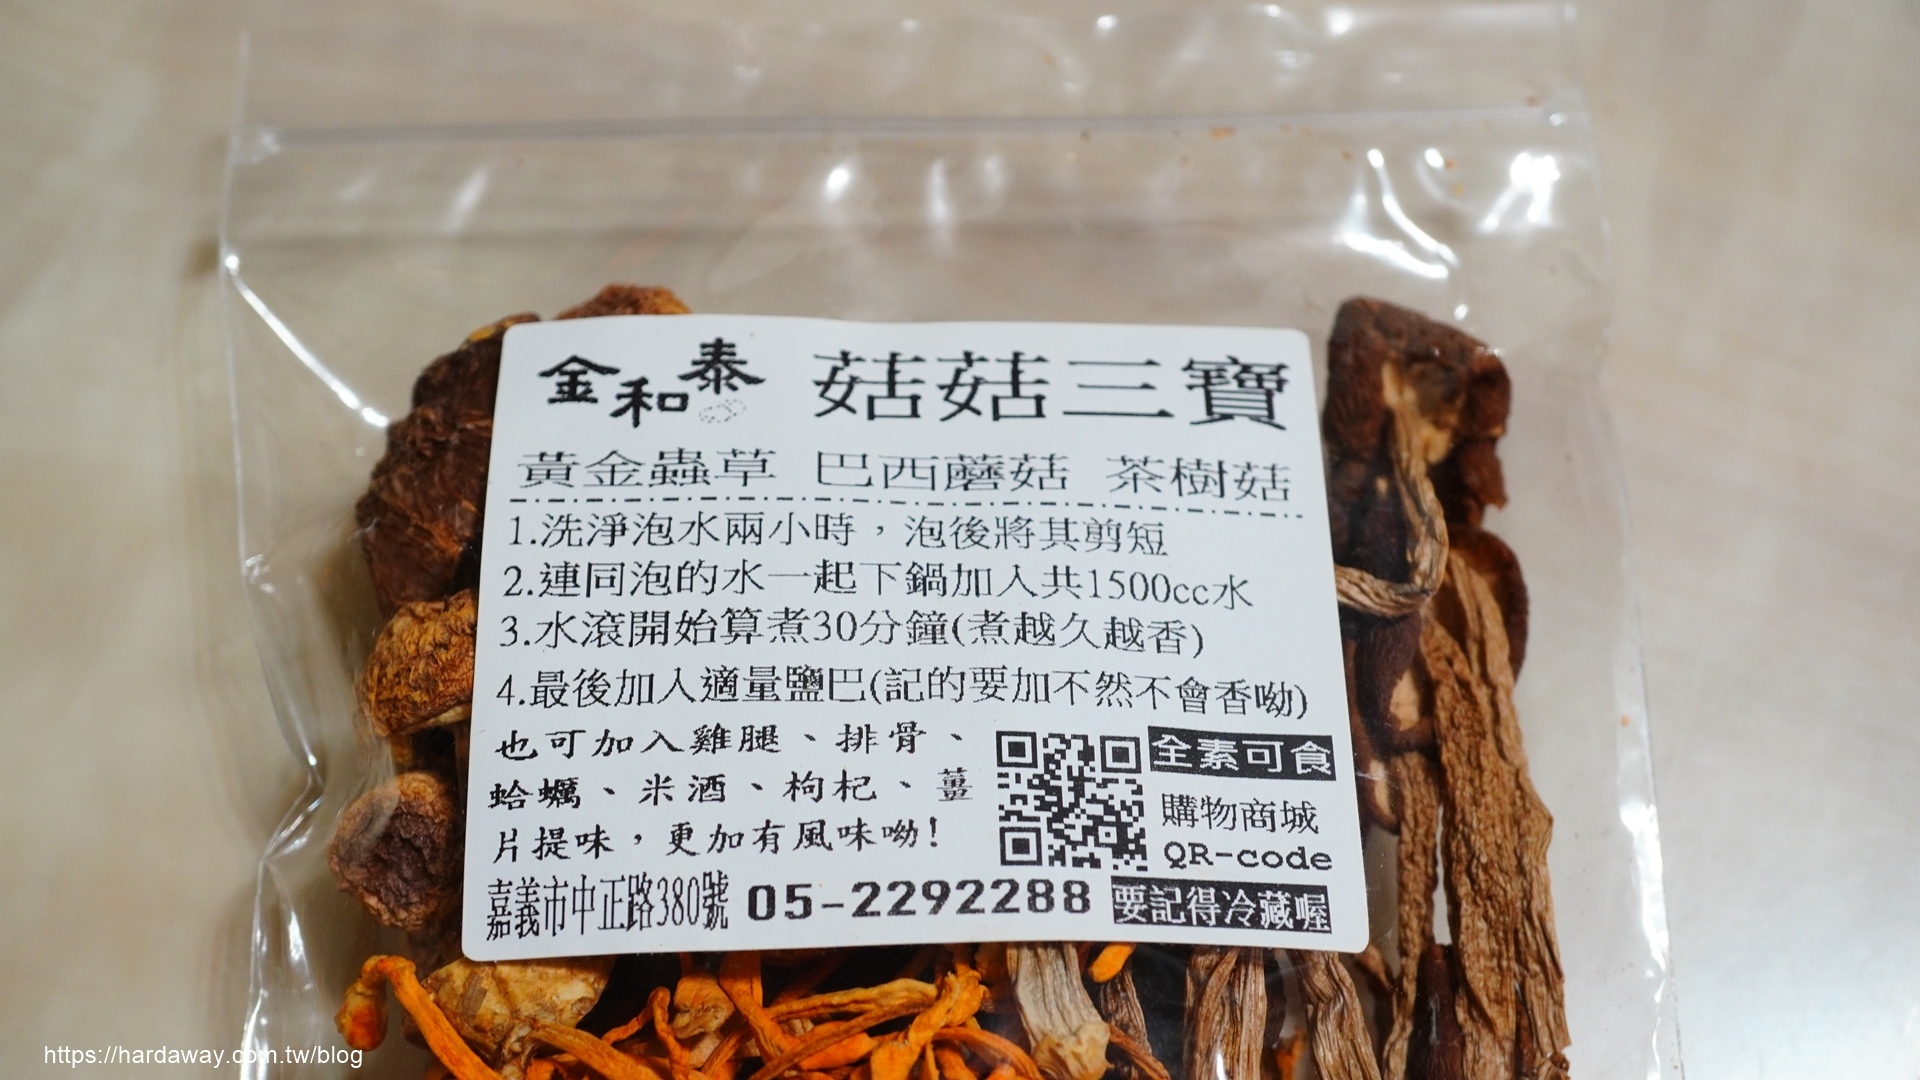 金和泰 菇菇三寶
黃金蟲草 巴西蘑菇 茶樹菇
1.洗淨泡水兩小時，泡後將其剪短
2.連同泡的水一起下鍋加入共1500cc水
3.水滾開始算煮30分鐘(煮越久越香)
4.最後加入適量鹽巴(記的要加不然不會香呦)
也可加入雞腿、排骨、
蛤蠣、米酒、枸杞、薑
片提味，更加有風味呦!
全素可食
購物商城
QR-code
嘉義市中正路380號 05-2292288 要記得冷藏喔
https://hardaway.com.tw/blog